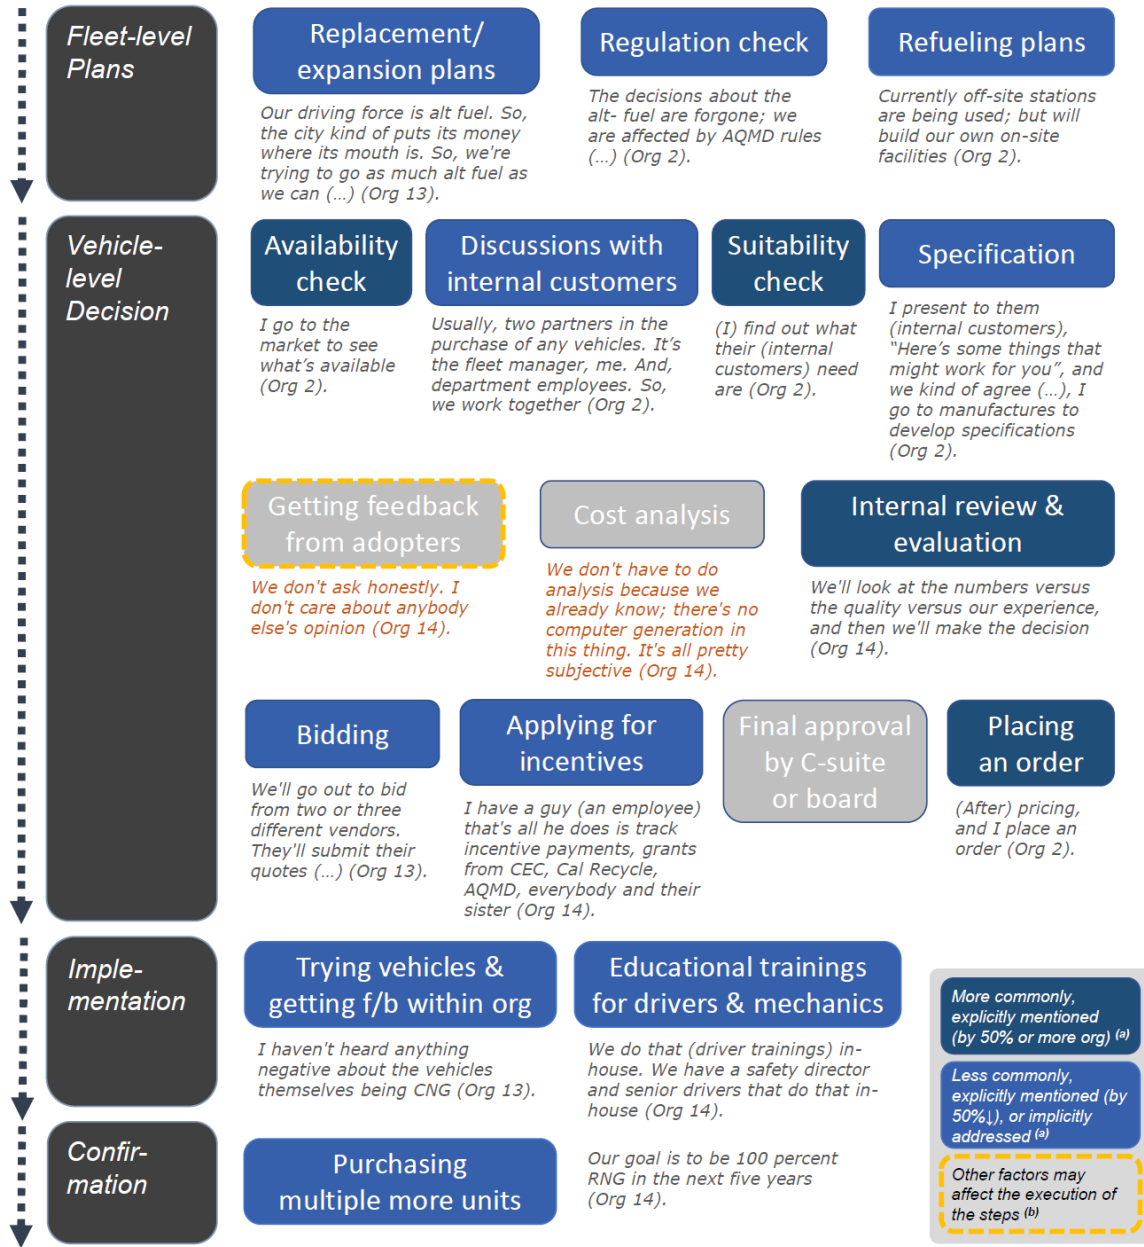 Fleet-level
Plans
Replacement/
expansion plans
Our driving force is alt fuel. So,
the city kind of puts its money
where its mouth is. So, we're
trying to go as much alt fuel as
we can (…) (Org 13).
Regulation check
The decisions about the
alt- fuel are forgone; we
are affected by AQMD rules
(…) (Org 2).
Refueling plans
Currently off-site stations
are being used; but will
build our own on-site
facilities (Org 2).
Vehicle-
level
Decision
Availability
check
I go to the
market to see
what's available
(Org 2).
Discussions with
internal customers
Usually, two partners in the
purchase of any vehicles. It's
the fleet manager, me. And,
department employees. So,
we work together (Org 2).
Suitability
check
(I) find out what
their (internal
customers) need
are (Org 2).
Specification
I present to them
(internal customers),
“Here's some things that
might work for you”, and
we kind of agree (…), I
go to manufactures to
develop specifications
(Org 2).
Getting feedback
from adopters
We don't ask honestly. I
don't care about anybody
else's opinion (Org 14).
Cost analysis
We don't have to do
analysis because we
already know; there's no
computer generation in
this thing. It's all pretty
subjective (Org 14).
Internal review &
evaluation
We'll look at the numbers versus
the quality versus our experience,
and then we'll make the decision
(Org 14).
Bidding
We'll go out to bid
from two or three
different vendors.
They'll submit their
quotes (…) (Org 13).
Applying for
incentives
I have a guy (an employee)
that's all he does is track
incentive payments, grants
from CEC, Cal Recycle,
AQMD, everybody and their
sister (Org 14).
Final approval
by C-suite
or board
Placing
an order
(After) pricing,
and I place an
order (Org 2).
Imple-
mentation
Trying vehicles &
getting f/b within org
I haven't heard anything
negative about the vehicles
themselves being CNG (Org 13).
Educational trainings
for drivers & mechanics
We do that (driver trainings) in-
house. We have a safety director
and senior drivers that do that in-
house (Org 14).
Confir-
mation
Purchasing
multiple more units
Our goal is to be 100 percent
RNG in the next five years
(Org 14).
More commonly,
explicitly mentioned
(by 50% or more org) (a)
Less commonly,
explicitly mentioned (by
50%↓), or implicitly
addressed (a)
Other factors may
affect the execution of
the steps (b)